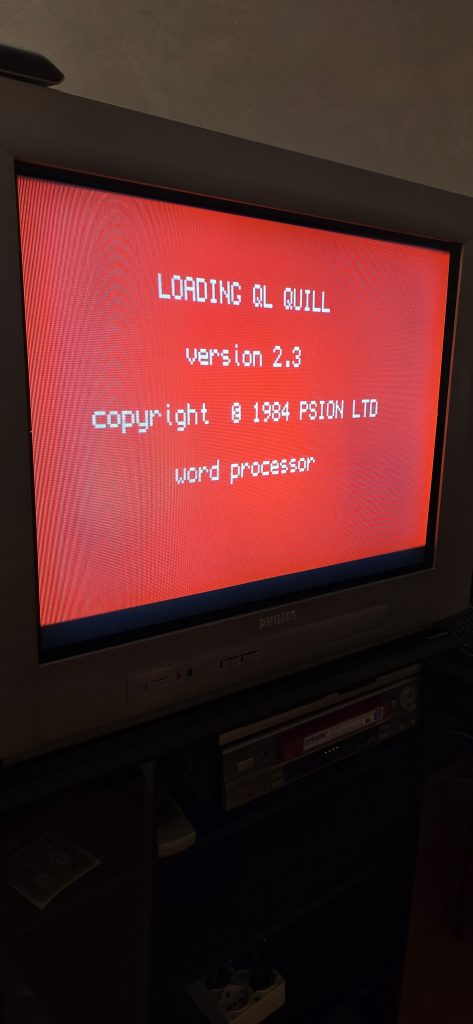 LOADING QL QUILL
version 2.3
copyright © 1984 PSION LTD
word processor
PHILIPS